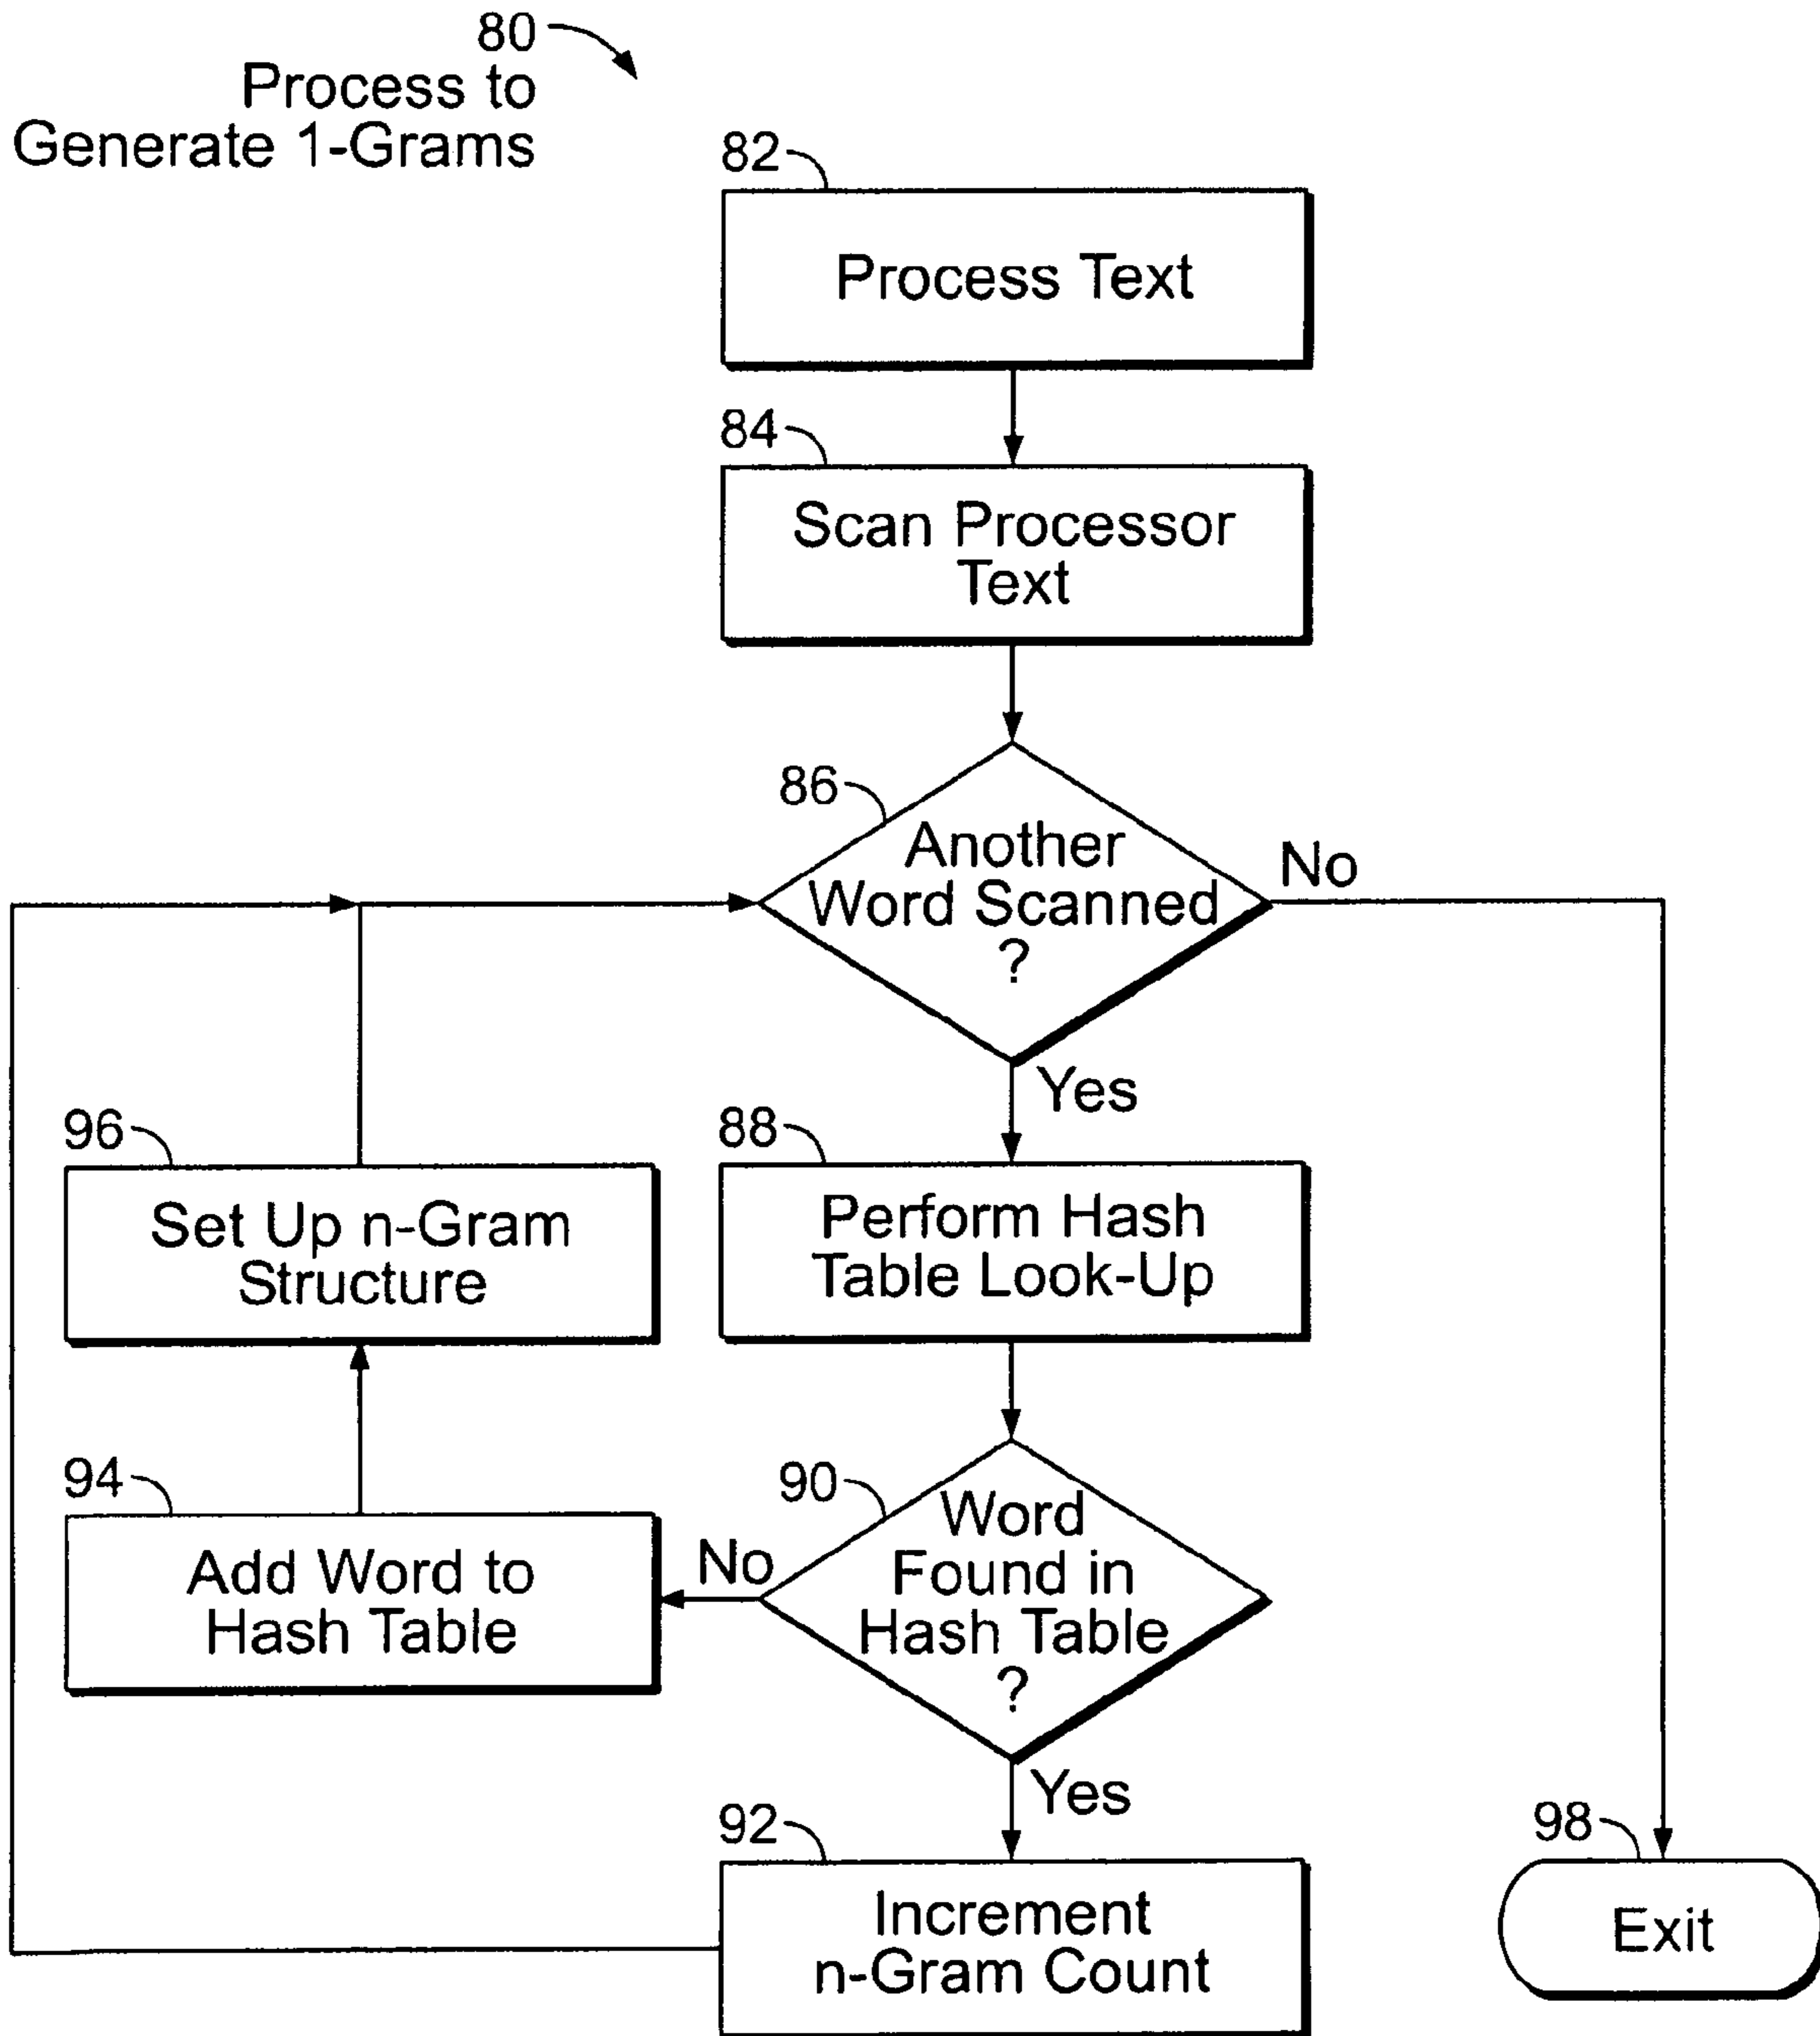 80
Process to
Generate 1-Grams
82
Process Text
84
Scan Processor
Text
86
Another
Word Scanned
?
No
Yes
96
Set Up n-Gram
Structure
88
Perform Hash
Table Look-Up
94
Add Word to
Hash Table
No
90
Word
Found in
Hash Table
?
Yes
92
Increment
n-Gram Count
98
Exit